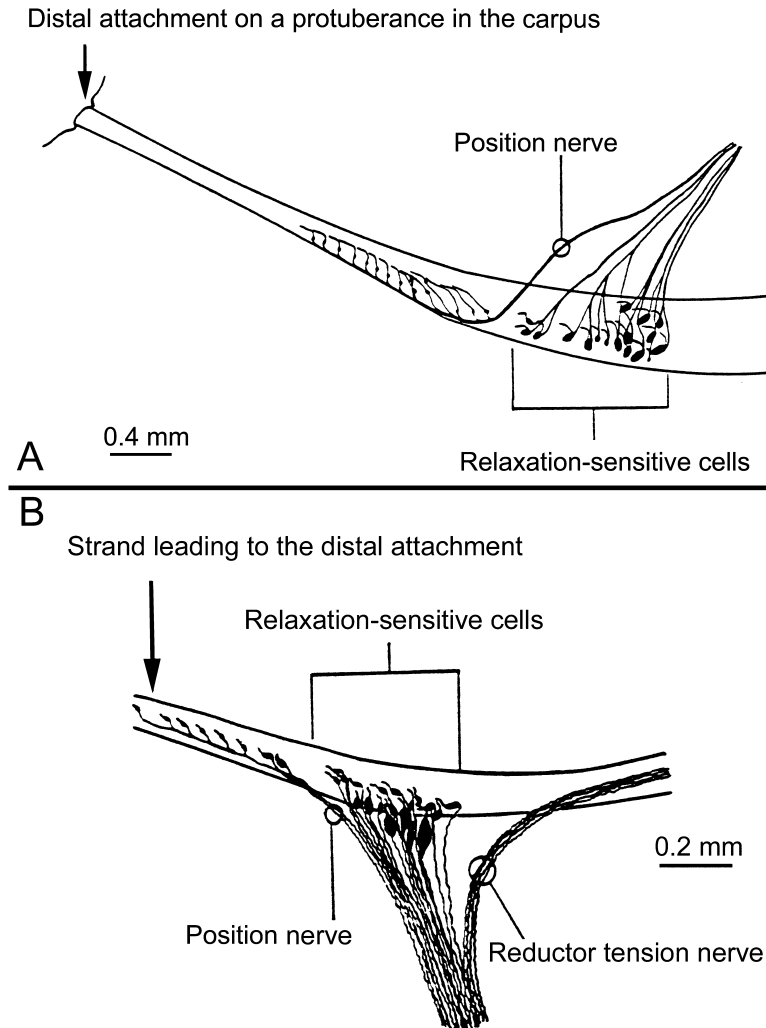 Distal attachment on a protuberance in the carpus
Position nerve
0.4 mm
A
Relaxation-sensitive cells
B
Strand leading to the distal attachment
Relaxation-sensitive cells
0.2 mm
Position nerve
Reductor tension nerve